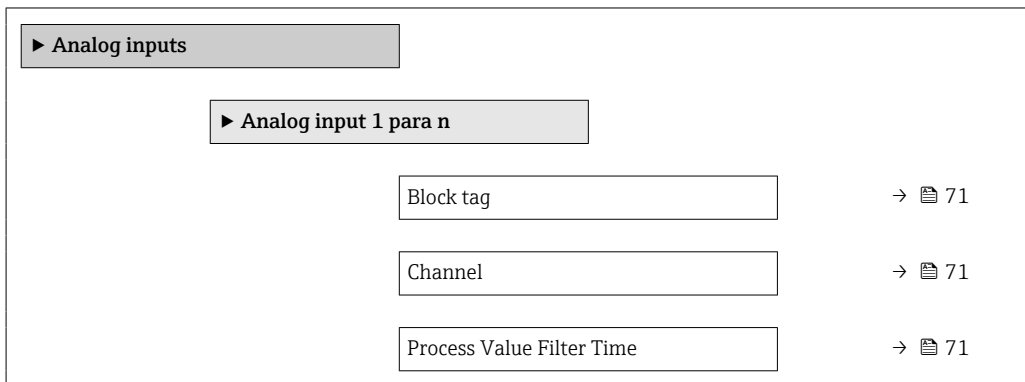 ▶ Analog inputs
▶ Analog input 1 para n
Block tag → 71
Channel → 71
Process Value Filter Time → 71